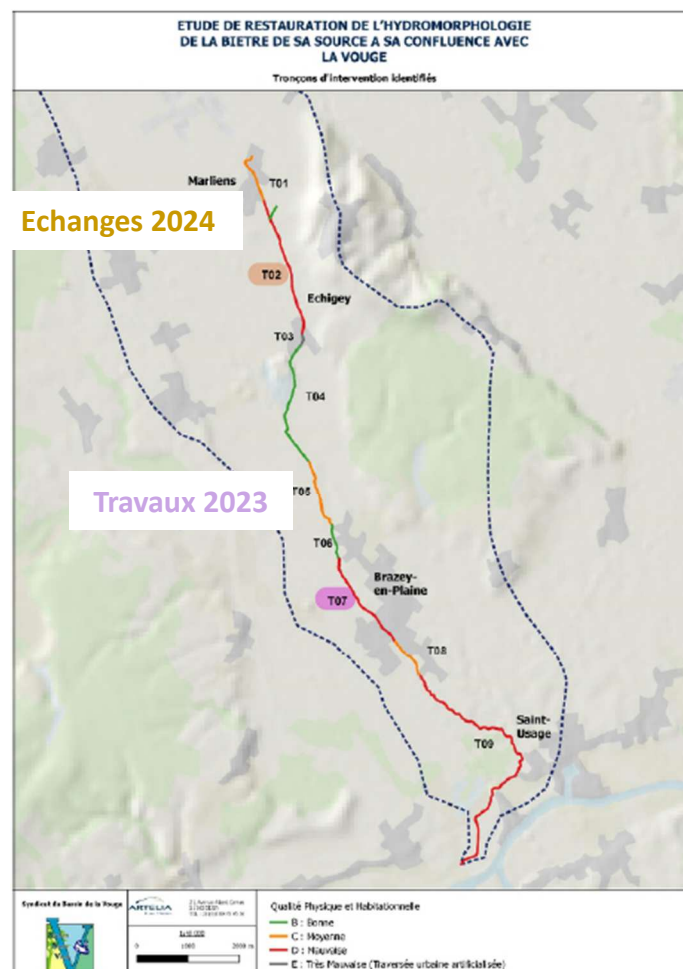 ETUDE DE RESTAURATION DE L'HYDROMORPHOLOGIE
DE LA BIETRE DE SA SOURCE A SA CONFLUENCE AVEC
LA VOUGE
Tronçons d'intervention identifiés
Marliens
T01
Echanges 2024
T02
Echigey
T03
T04
Travaux 2023
T05
T06
Brazey-
en-Plaine
T07
T08
Saint-
Usage
T09
Syndicat du Bassin de la Vouge
ARTELIA
0 1000 2000 m
Qualité Physique et Habitationnelle
B : Bonne
C : Moyenne
D : Mauvaise
E : Très Mauvaise (Traversée urbaine artificialisée)